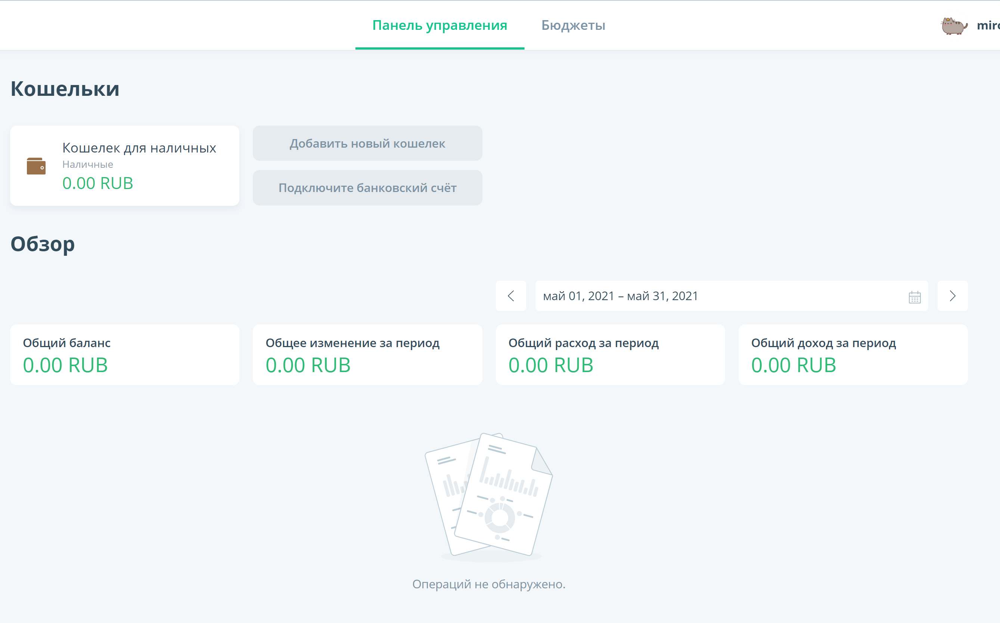 Панель управления
Бюджеты
Кошельки
Кошелек для наличных
Наличные
0.00 RUB
Добавить новый кошелек
Подключите банковский счёт
Обзор
май 01, 2021 – май 31, 2021
Общий баланс
0.00 RUB
Общее изменение за период
0.00 RUB
Общий расход за период
0.00 RUB
Общий доход за период
0.00 RUB
Операций не обнаружено.